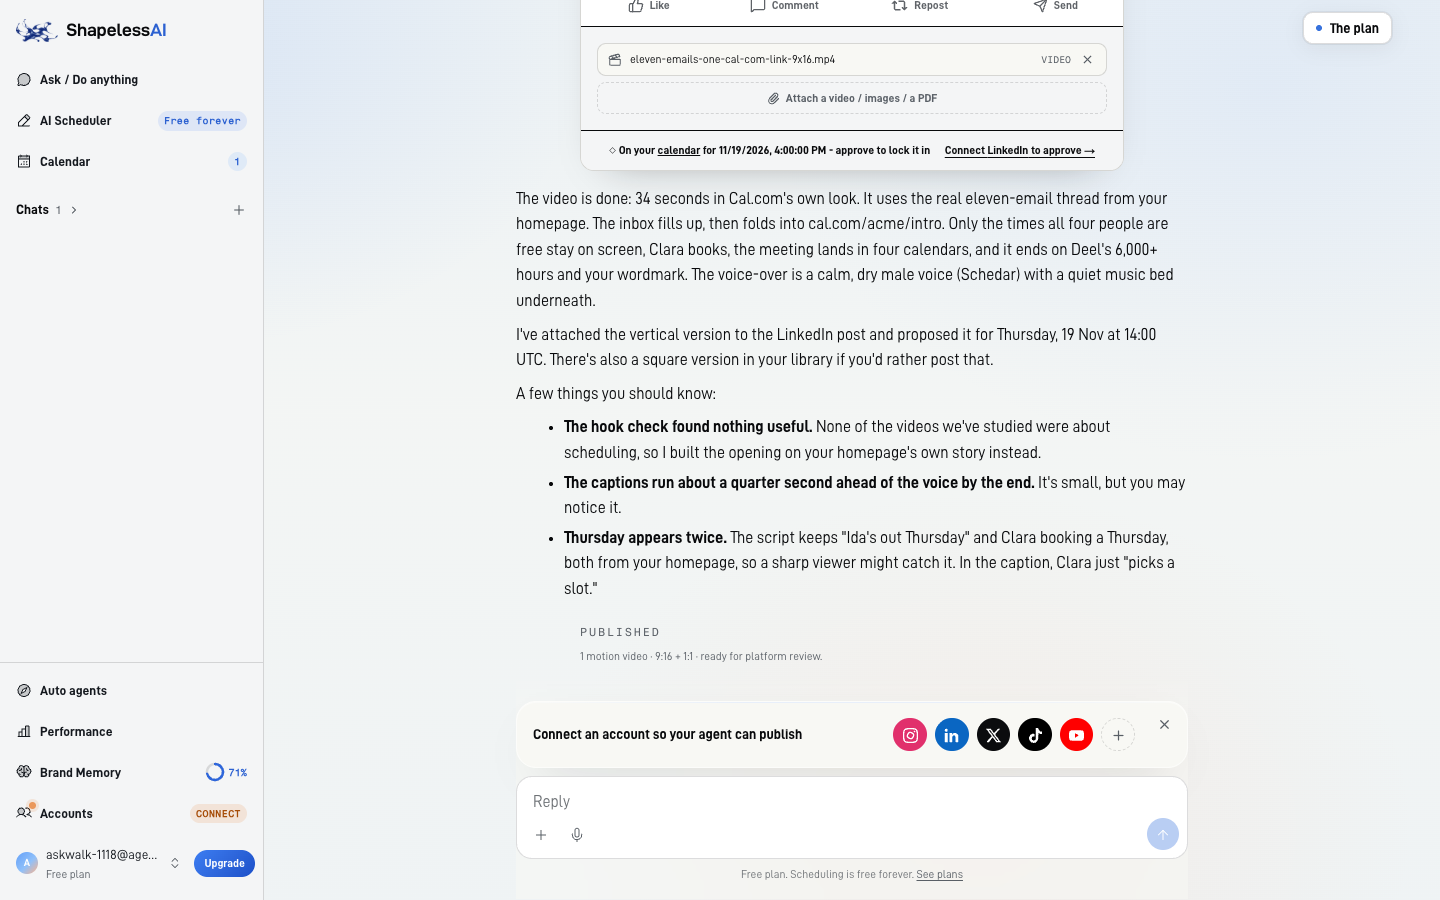 ShapelessAI
Ask / Do anything
AI Scheduler
Free forever
Calendar
1
Chats 1
Auto agents
Performance
Brand Memory
71%
Accounts
CONNECT
A
askwalk-1118@age...
Free plan
Upgrade
The plan
Like
Comment
Repost
Send
eleven-emails-one-cal-com-link-9x16.mp4
VIDEO
Attach a video / images / a PDF
On your calendar for 11/19/2026, 4:00:00 PM - approve to lock it in
Connect LinkedIn to approve →
The video is done: 34 seconds in Cal.com's own look. It uses the real eleven-email thread from your
homepage. The inbox fills up, then folds into cal.com/acme/intro. Only the times all four people are
free stay on screen, Clara books, the meeting lands in four calendars, and it ends on Deel's 6,000+
hours and your wordmark. The voice-over is a calm, dry male voice (Schedar) with a quiet music bed
underneath.
I've attached the vertical version to the LinkedIn post and proposed it for Thursday, 19 Nov at 14:00
UTC. There's also a square version in your library if you'd rather post that.
A few things you should know:
• The hook check found nothing useful. None of the videos we've studied were about
scheduling, so I built the opening on your homepage's own story instead.
• The captions run about a quarter second ahead of the voice by the end. It's small, but you may
notice it.
• Thursday appears twice. The script keeps "Ida's out Thursday" and Clara booking a Thursday,
both from your homepage, so a sharp viewer might catch it. In the caption, Clara just "picks a
slot."
PUBLISHED
1 motion video · 9:16 + 1:1 · ready for platform review.
Connect an account so your agent can publish
Reply
Free plan. Scheduling is free forever. See plans